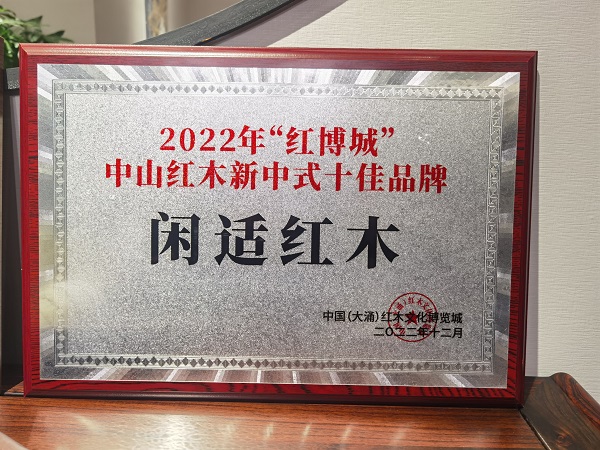 2022年“红博城”
中山红木新中式十佳品牌
闲适红木
中国(大涌)红木文化博览城
二〇二二年十二月